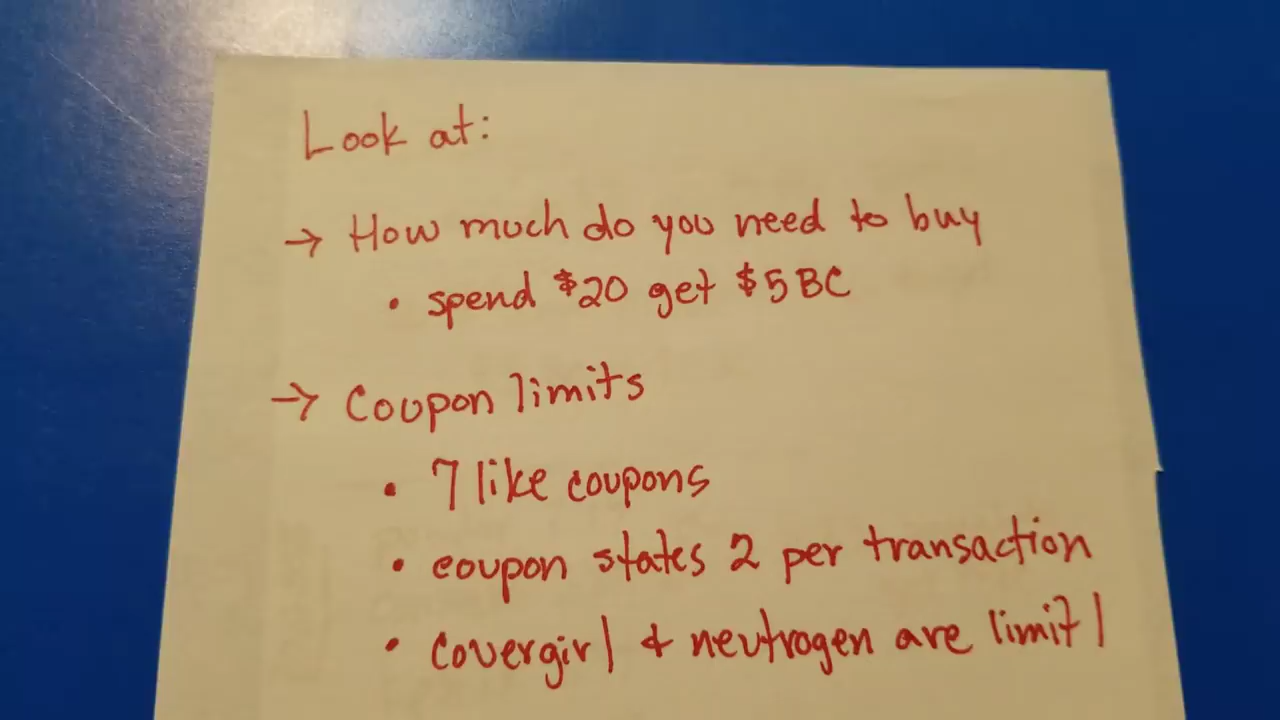 Look at:
→ How much do you need to buy
• spend $20 get $5 BC
→ Coupon limits
• 7 like coupons
• coupon states 2 per transaction
• covergirl & neutrogen are limit 1